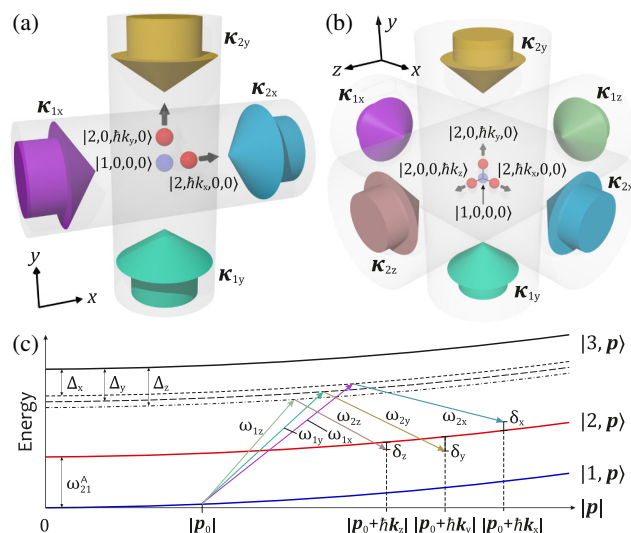 (a)
κ2y
κ1x
κ2x
|2,0,ħky,0⟩
|1,0,0,0⟩
|2,ħkx,0,0⟩
κ1y
y
x
(b)
y
z
x
κ2y
κ1x
κ1z
|2,0,ħky,0⟩
|2,0,0,ħkz⟩
|2,ħkx,0,0⟩
|1,0,0,0⟩
κ2z
κ2x
κ1y
(c)
Energy
|3, p⟩
Δx
Δy
Δz
ω1z
ω1y
ω1x
ω2z
ω2y
ω2x
δx
δy
δz
|2, p⟩
ω21^A
|1, p⟩
0
|p0|
|p0+ħkz|
|p0+ħky|
|p0+ħkx|
|p|